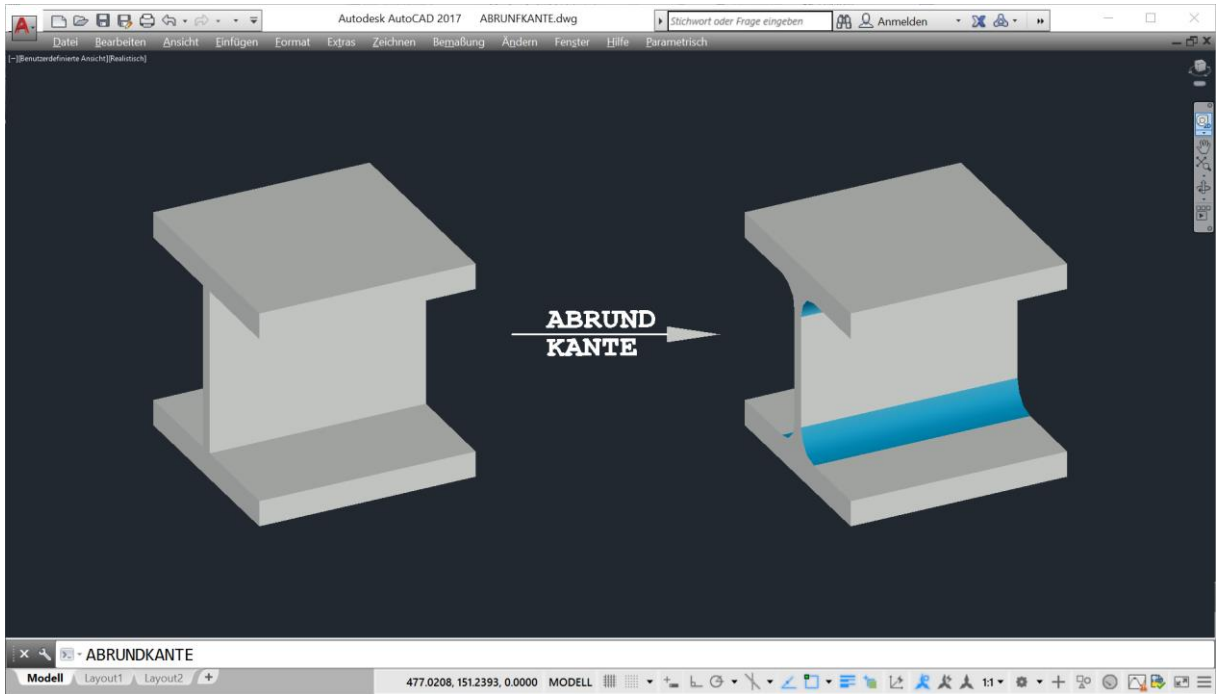 A.
Autodesk AutoCAD 2017 ABRUNFKANTE.dwg
Stichwort oder Frage eingeben
Anmelden
Datei Bearbeiten Ansicht Einfügen Format Extras Zeichnen Bemaßung Ändern Fenster Hilfe Parametrisch
[−][Benutzerdefinierte Ansicht][Realistisch]
ABRUND
KANTE
ABRUNDKANTE
Modell Layout1 Layout2 +
477.0208, 151.2393, 0.0000 MODELL 1:1